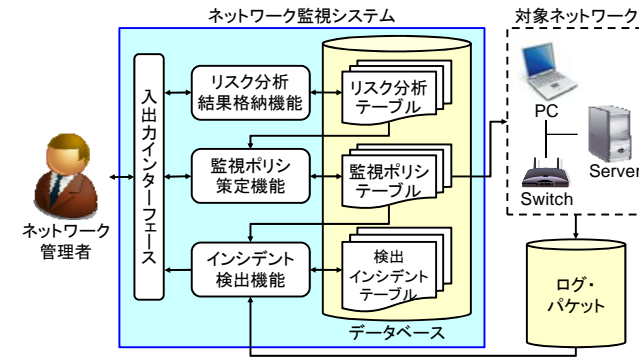 ネットワーク監視システム
対象ネットワーク
入出力インターフェース
リスク分析
結果格納機能
リスク分析
テーブル
PC
Server
Switch
監視ポリシ
策定機能
監視ポリシ
テーブル
ネットワーク
管理者
インシデント
検出機能
検出
インシデント
テーブル
ログ・
パケット
データベース